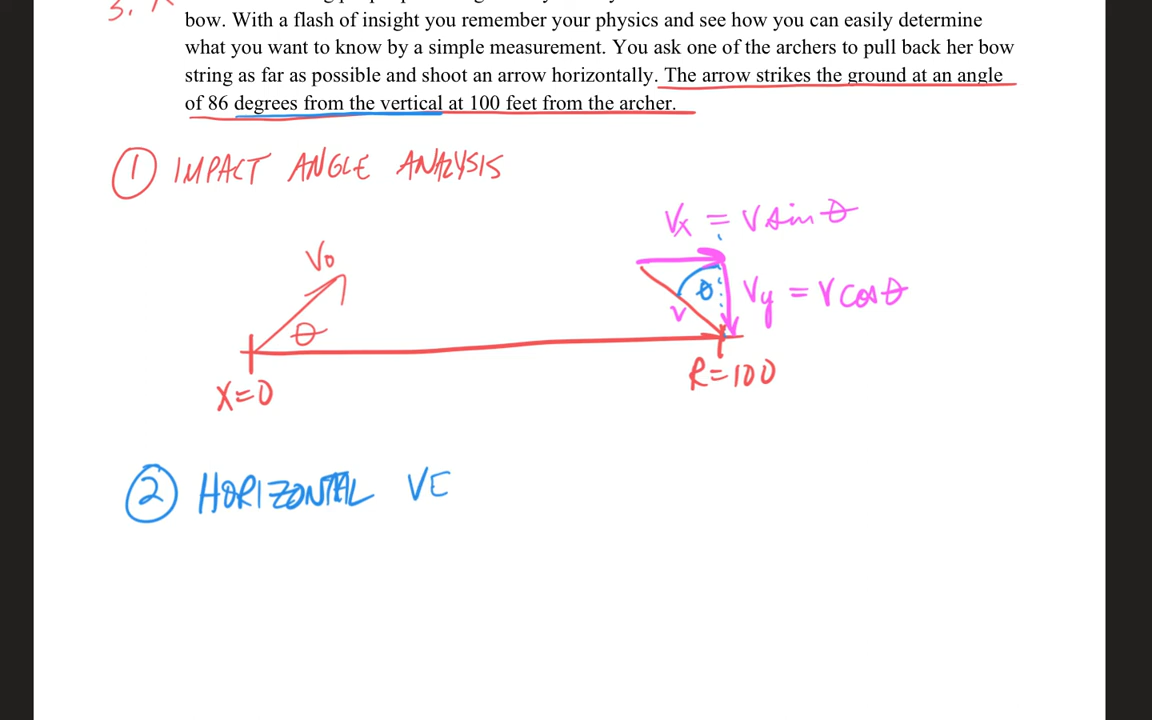 3.
bow. With a flash of insight you remember your physics and see how you can easily determine
what you want to know by a simple measurement. You ask one of the archers to pull back her bow
string as far as possible and shoot an arrow horizontally. The arrow strikes the ground at an angle
of 86 degrees from the vertical at 100 feet from the archer.
① IMPACT ANGLE ANALYSIS
Vx = V sin θ
V₀
θ
θ
V
Vy = V cos θ
X=0
R=100
② HORIZONTAL VE